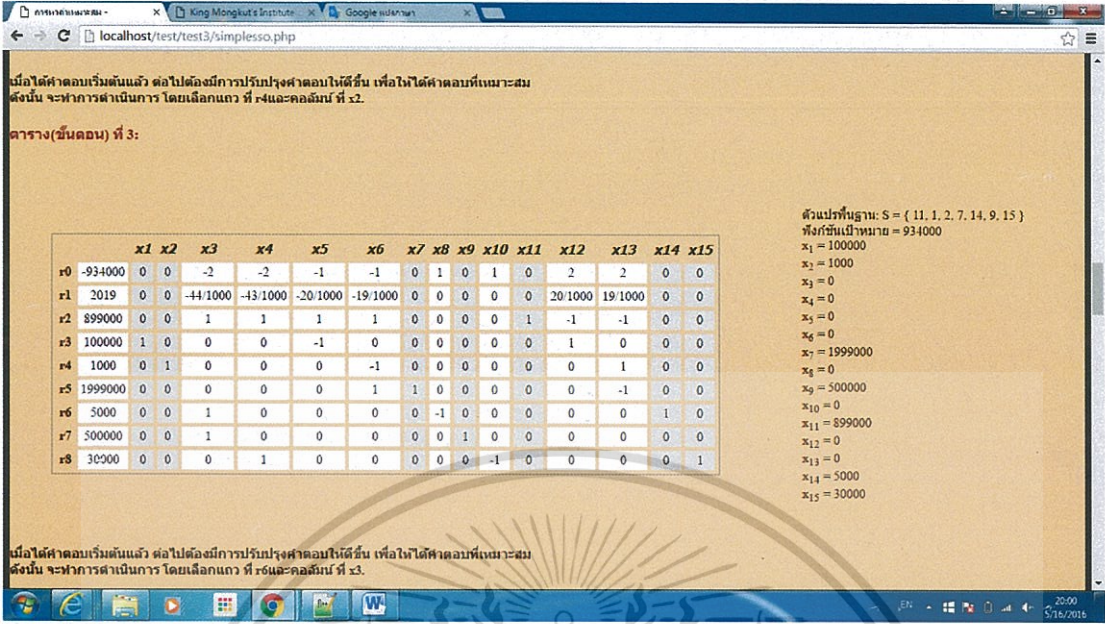 การหาค่าเหมาะสม -
King Mongkut's Institute
Google แปลภาษา
localhost/test/test3/simplesso.php
เมื่อได้คำตอบเริ่มต้นแล้ว ต่อไปต้องมีการปรับปรุงคำตอบให้ดีขึ้น เพื่อให้ได้คำตอบที่เหมาะสม
ดังนั้น จะทำการดำเนินการ โดยเลือกแถว ที่ r4และคอลัมน์ ที่ x2.
ตาราง(ขั้นตอน) ที่ 3:
x1 x2 x3 x4 x5 x6 x7 x8 x9 x10 x11 x12 x13 x14 x15
r0 -934000 0 0 -2 -2 -1 -1 0 1 0 1 0 2 2 0 0
r1 2019 0 0 -44/1000 -43/1000 -20/1000 -19/1000 0 0 0 0 0 20/1000 19/1000 0 0
r2 899000 0 0 1 1 1 1 0 0 0 0 1 -1 -1 0 0
r3 100000 1 0 0 0 -1 0 0 0 0 0 0 1 0 0 0
r4 1000 0 1 0 0 0 -1 0 0 0 0 0 0 1 0 0
r5 1999000 0 0 0 0 0 1 1 0 0 0 0 0 -1 0 0
r6 5000 0 0 1 0 0 0 0 -1 0 0 0 0 0 1 0
r7 500000 0 0 1 0 0 0 0 0 1 0 0 0 0 0 0
r8 30000 0 0 0 1 0 0 0 0 0 -1 0 0 0 0 1
ตัวแปรพื้นฐาน: S = { 11, 1, 2, 7, 14, 9, 15 }
ฟังก์ชันเป้าหมาย = 934000
x1 = 100000
x2 = 1000
x3 = 0
x4 = 0
x5 = 0
x6 = 0
x7 = 1999000
x8 = 0
x9 = 500000
x10 = 0
x11 = 899000
x12 = 0
x13 = 0
x14 = 5000
x15 = 30000
เมื่อได้คำตอบเริ่มต้นแล้ว ต่อไปต้องมีการปรับปรุงคำตอบให้ดีขึ้น เพื่อให้ได้คำตอบที่เหมาะสม
ดังนั้น จะทำการดำเนินการ โดยเลือกแถว ที่ r6และคอลัมน์ ที่ x3.
EN
20:00
5/16/2016